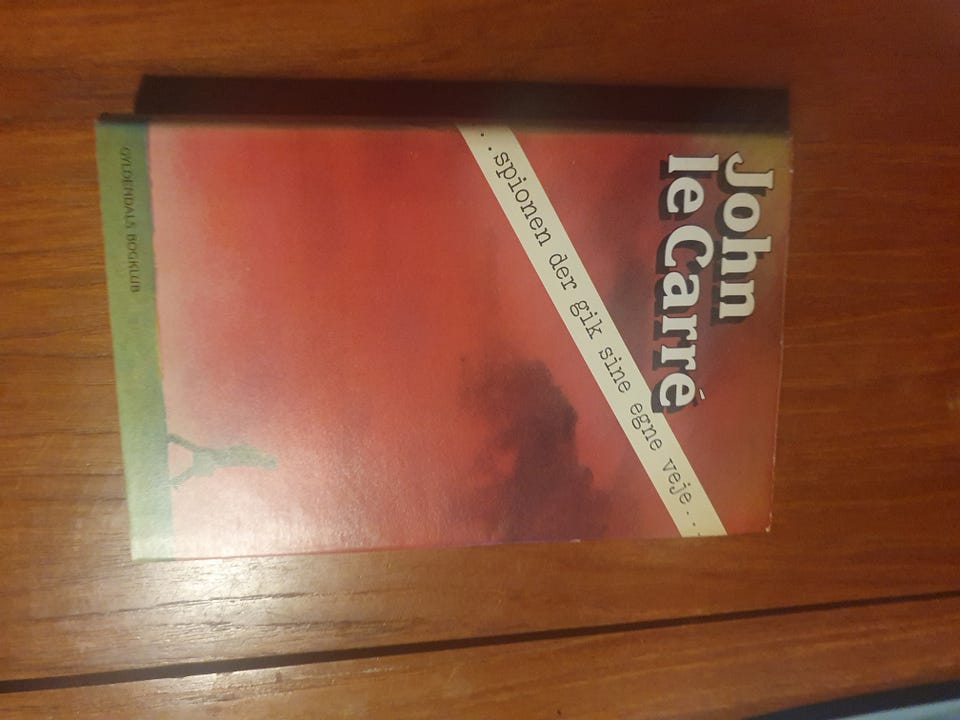 John
le Carré
...spionen der gik sine egne veje...
GYLDENDALS BOGKLUB